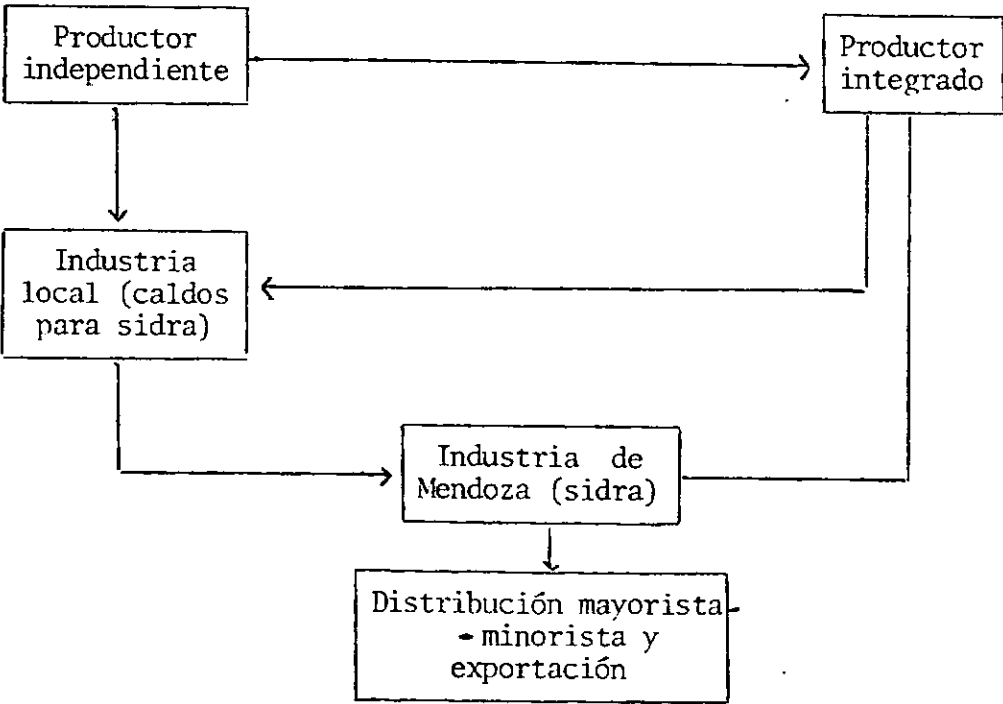 Productor
independiente
Productor
integrado
Industria
local (caldos
para sidra)
Industria de
Mendoza (sidra)
Distribución mayorista -
- minorista y
exportación